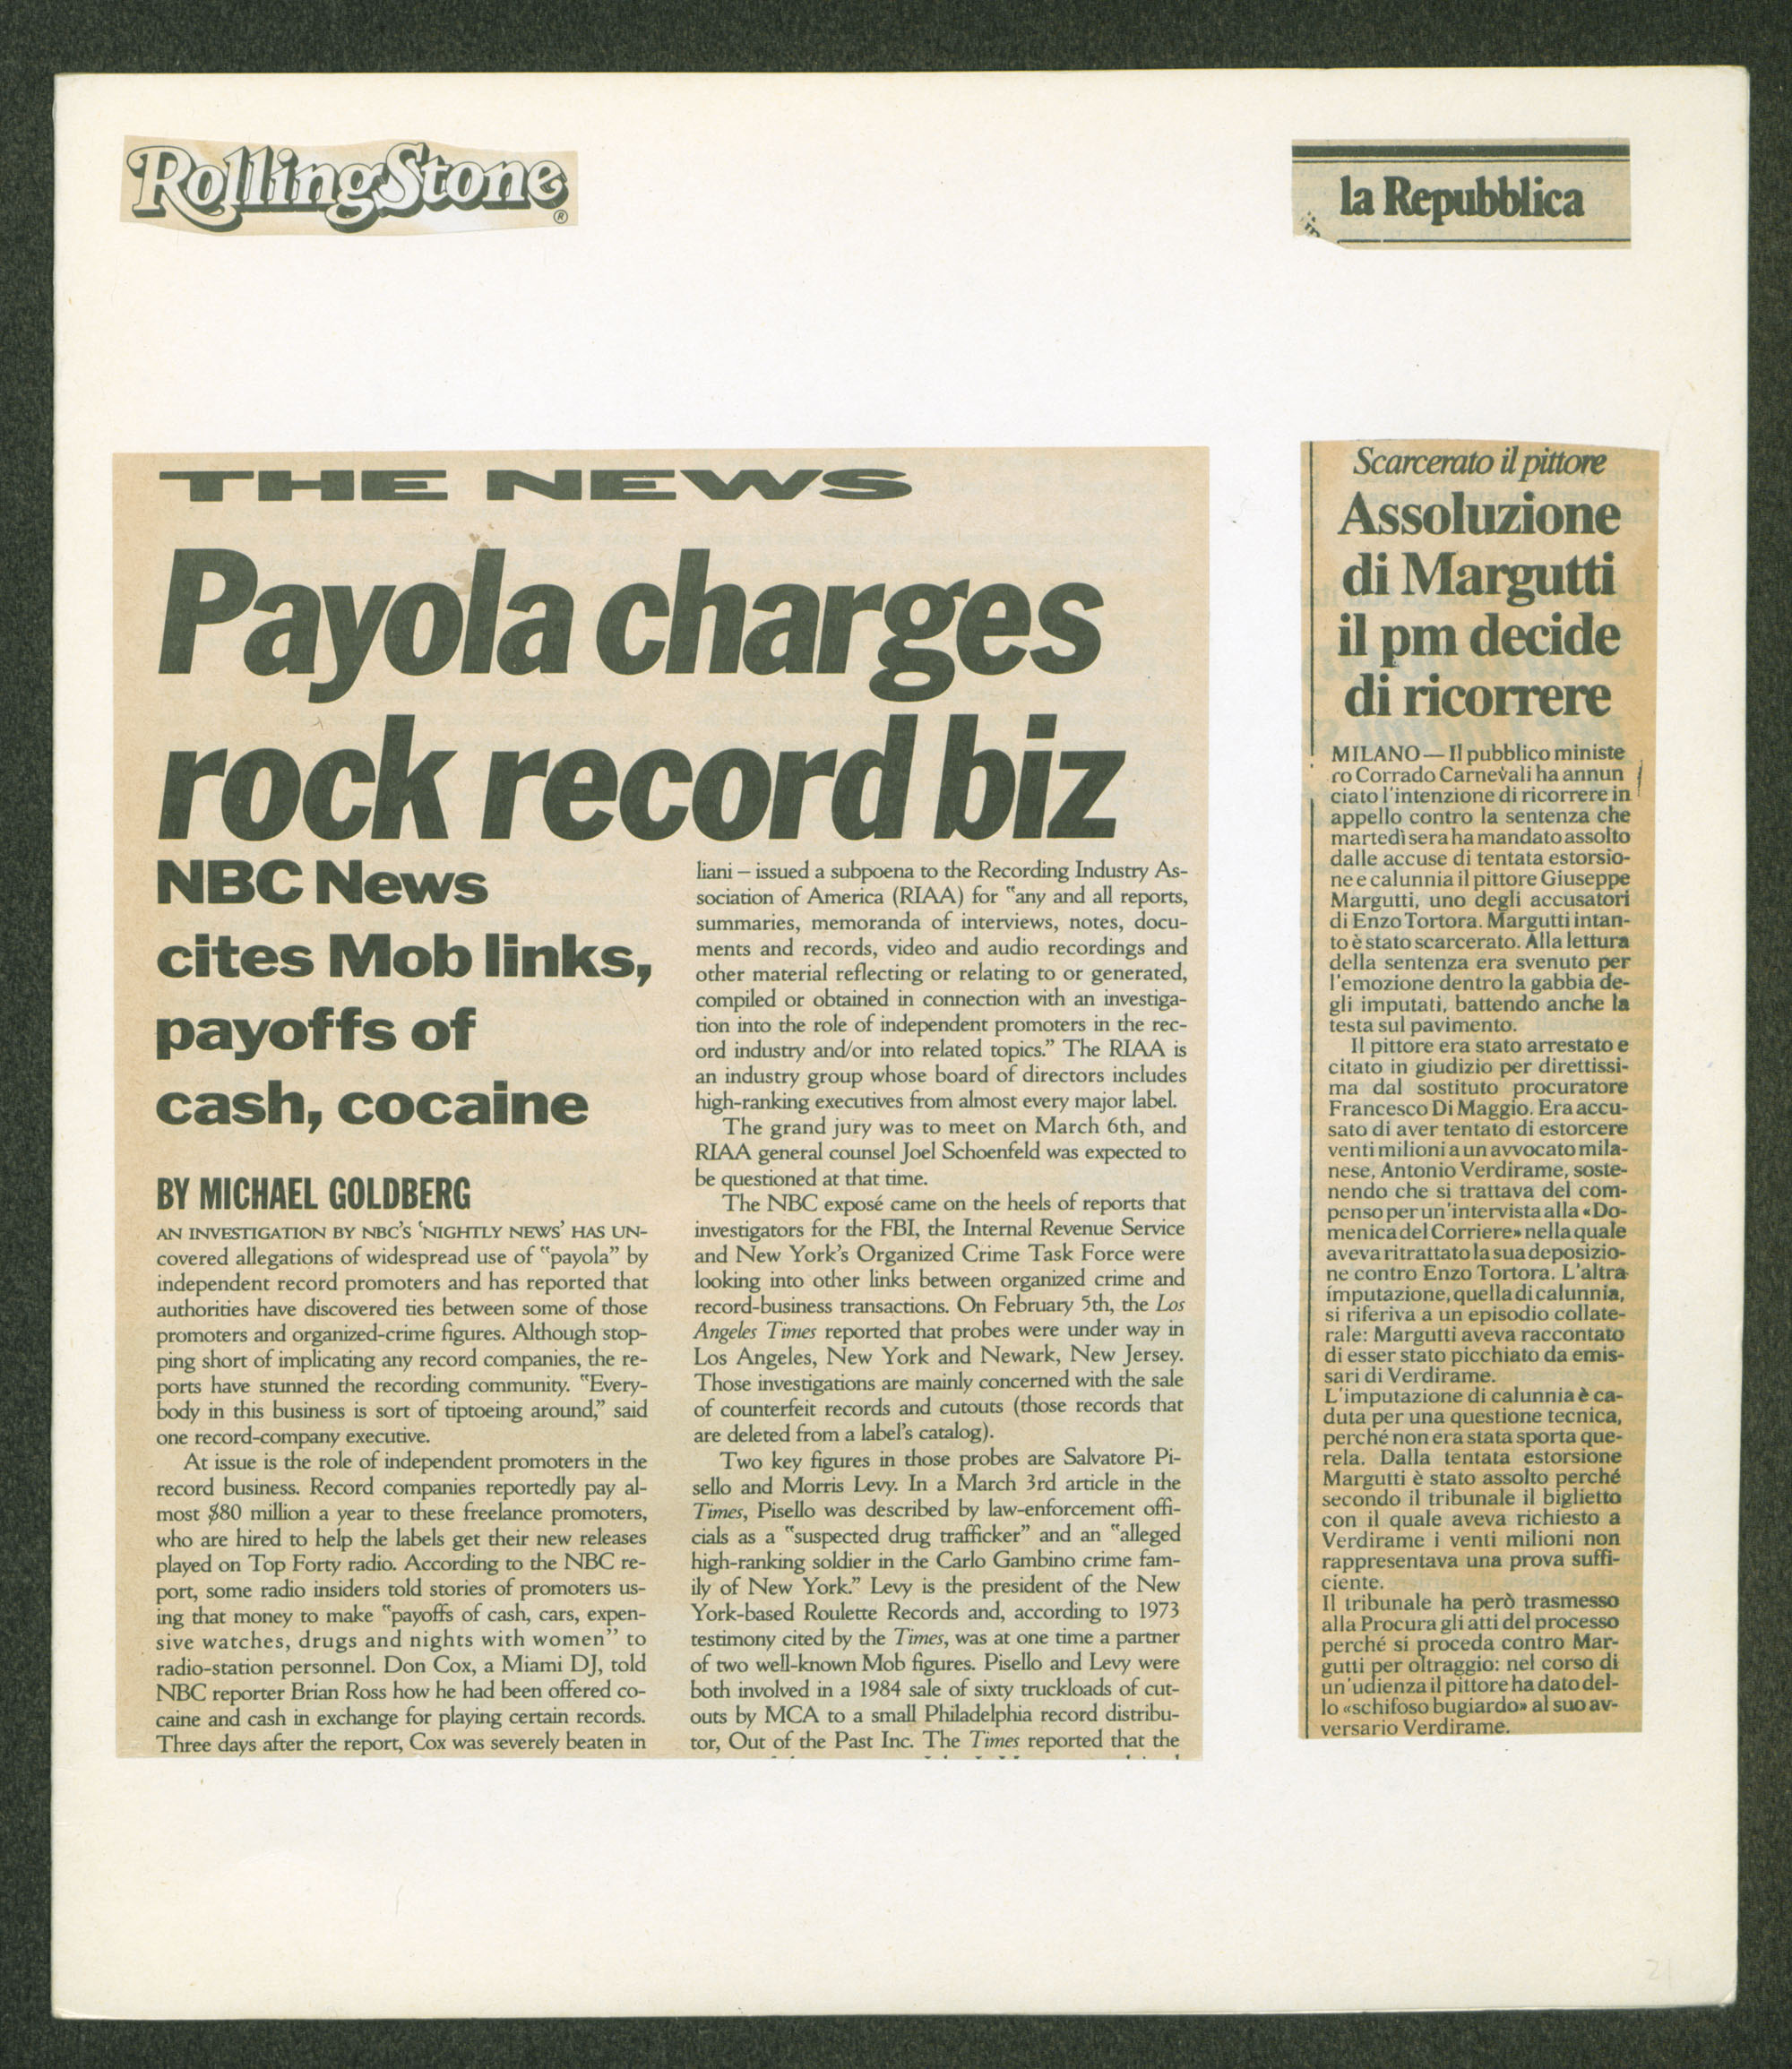 RollingStone®
la Repubblica
THE NEWS
Payola charges
rock record biz
NBC News
cites Mob links,
payoffs of
cash, cocaine
BY MICHAEL GOLDBERG
AN INVESTIGATION BY NBC'S 'NIGHTLY NEWS' HAS UN-
covered allegations of widespread use of "payola" by
independent record promoters and has reported that
authorities have discovered ties between some of those
promoters and organized-crime figures. Although stop-
ping short of implicating any record companies, the re-
ports have stunned the recording community. "Every-
body in this business is sort of tiptoeing around," said
one record-company executive.
At issue is the role of independent promoters in the
record business. Record companies reportedly pay al-
most $80 million a year to these freelance promoters,
who are hired to help the labels get their new releases
played on Top Forty radio. According to the NBC re-
port, some radio insiders told stories of promoters us-
ing that money to make "payoffs of cash, cars, expen-
sive watches, drugs and nights with women" to
radio-station personnel. Don Cox, a Miami DJ, told
NBC reporter Brian Ross how he had been offered co-
caine and cash in exchange for playing certain records.
Three days after the report, Cox was severely beaten in
liani – issued a subpoena to the Recording Industry As-
sociation of America (RIAA) for "any and all reports,
summaries, memoranda of interviews, notes, docu-
ments and records, video and audio recordings and
other material reflecting or relating to or generated,
compiled or obtained in connection with an investiga-
tion into the role of independent promoters in the rec-
ord industry and/or into related topics." The RIAA is
an industry group whose board of directors includes
high-ranking executives from almost every major label.
The grand jury was to meet on March 6th, and
RIAA general counsel Joel Schoenfeld was expected to
be questioned at that time.
The NBC exposé came on the heels of reports that
investigators for the FBI, the Internal Revenue Service
and New York's Organized Crime Task Force were
looking into other links between organized crime and
record-business transactions. On February 5th, the Los
Angeles Times reported that probes were under way in
Los Angeles, New York and Newark, New Jersey.
Those investigations are mainly concerned with the sale
of counterfeit records and cutouts (those records that
are deleted from a label's catalog).
Two key figures in those probes are Salvatore Pi-
sello and Morris Levy. In a March 3rd article in the
Times, Pisello was described by law-enforcement offi-
cials as a "suspected drug trafficker" and an "alleged
high-ranking soldier in the Carlo Gambino crime fam-
ily of New York." Levy is the president of the New
York-based Roulette Records and, according to 1973
testimony cited by the Times, was at one time a partner
of two well-known Mob figures. Pisello and Levy were
both involved in a 1984 sale of sixty truckloads of cut-
outs by MCA to a small Philadelphia record distribu-
tor, Out of the Past Inc. The Times reported that the
Scarcerato il pittore
Assoluzione
di Margutti
il pm decide
di ricorrere
MILANO — Il pubblico ministe
ro Corrado Carnevali ha annun
ciato l'intenzione di ricorrere in
appello contro la sentenza che
martedì sera ha mandato assolto
dalle accuse di tentata estorsio-
ne e calunnia il pittore Giuseppe
Margutti, uno degli accusatori
di Enzo Tortora. Margutti intan-
to è stato scarcerato. Alla lettura
della sentenza era svenuto per
l'emozione dentro la gabbia de-
gli imputati, battendo anche la
testa sul pavimento.
Il pittore era stato arrestato e
citato in giudizio per direttissi-
ma dal sostituto procuratore
Francesco Di Maggio. Era accu-
sato di aver tentato di estorcere
venti milioni a un avvocato mila-
nese, Antonio Verdirame, soste-
nendo che si trattava del com-
penso per un'intervista alla «Do-
menica del Corriere» nella quale
aveva ritrattato la sua deposizio-
ne contro Enzo Tortora. L'altra
imputazione, quella di calunnia,
si riferiva a un episodio collate-
rale: Margutti aveva raccontato
di esser stato picchiato da emis-
sari di Verdirame.
L'imputazione di calunnia è ca-
duta per una questione tecnica,
perché non era stata sporta que-
rela. Dalla tentata estorsione
Margutti è stato assolto perché
secondo il tribunale il biglietto
con il quale aveva richiesto a
Verdirame i venti milioni non
rappresentava una prova suffi-
ciente.
Il tribunale ha però trasmesso
alla Procura gli atti del processo
perché si proceda contro Mar-
gutti per oltraggio: nel corso di
un'udienza il pittore ha dato del-
lo «schifoso bugiardo» al suo av-
versario Verdirame.
21